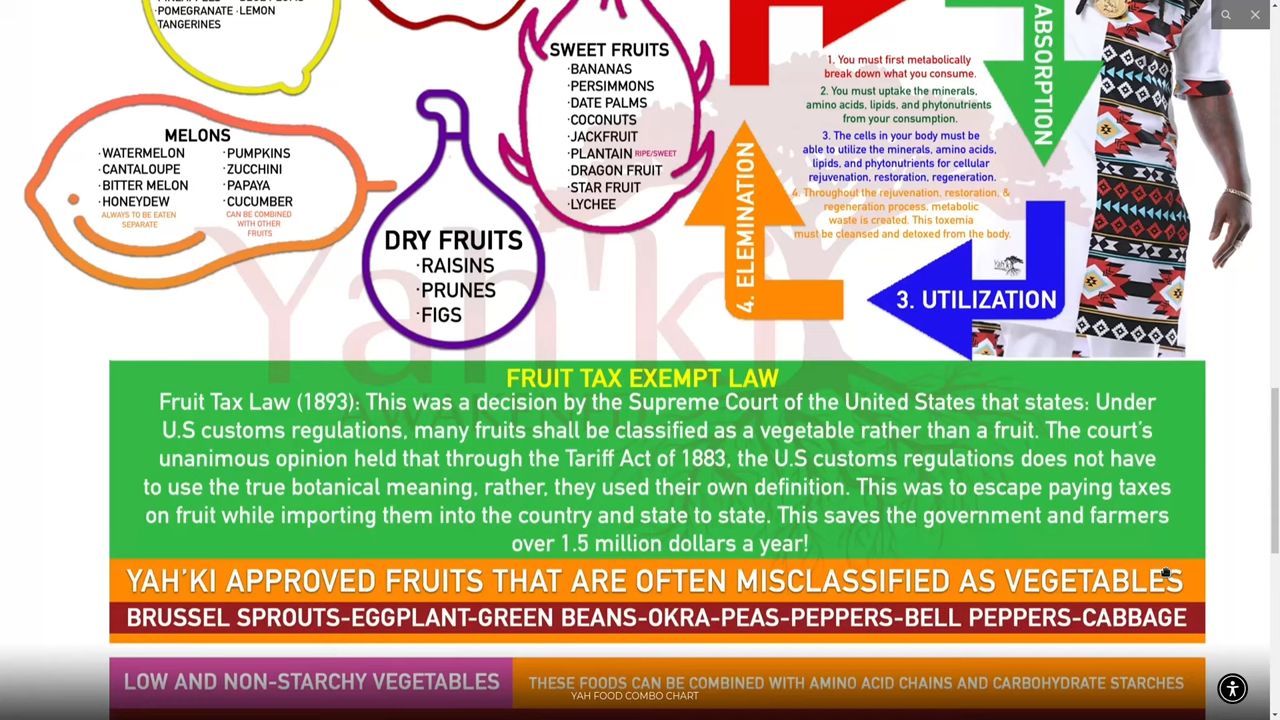 ·POMEGRANATE ·LEMON
TANGERINES
MELONS
·WATERMELON
·CANTALOUPE
·BITTER MELON
·HONEYDEW
ALWAYS TO BE EATEN
SEPARATE
·PUMPKINS
·ZUCCHINI
·PAPAYA
·CUCUMBER
CAN BE COMBINED
WITH OTHER
FRUITS
DRY FRUITS
·RAISINS
·PRUNES
·FIGS
SWEET FRUITS
·BANANAS
·PERSIMMONS
·DATE PALMS
·COCONUTS
·JACKFRUIT
·PLANTAIN RIPE/SWEET
·DRAGON FRUIT
·STAR FRUIT
·LYCHEE
ABSORPTION
1. You must first metabolically
break down what you consume.
2. You must uptake the minerals,
amino acids, lipids, and phytonutrients
from your consumption.
3. The cells in your body must be
able to utilize the minerals, amino acids,
lipids, and phytonutrients for cellular
rejuvenation, restoration, regeneration.
4. Throughout the rejuvenation, restoration, &
regeneration process, metabolic
waste is created. This toxemia
must be cleansed and detoxed from the body.
4. ELEMINATION
3. UTILIZATION
Yah'ki
FRUIT TAX EXEMPT LAW
Fruit Tax Law (1893): This was a decision by the Supreme Court of the United States that states: Under
U.S customs regulations, many fruits shall be classified as a vegetable rather than a fruit. The court's
unanimous opinion held that through the Tariff Act of 1883, the U.S customs regulations does not have
to use the true botanical meaning, rather, they used their own definition. This was to escape paying taxes
on fruit while importing them into the country and state to state. This saves the government and farmers
over 1.5 million dollars a year!
YAH'KI APPROVED FRUITS THAT ARE OFTEN MISCLASSIFIED AS VEGETABLES
BRUSSEL SPROUTS-EGGPLANT-GREEN BEANS-OKRA-PEAS-PEPPERS-BELL PEPPERS-CABBAGE
LOW AND NON-STARCHY VEGETABLES
THESE FOODS CAN BE COMBINED WITH AMINO ACID CHAINS AND CARBOHYDRATE STARCHES
YAH FOOD COMBO CHART